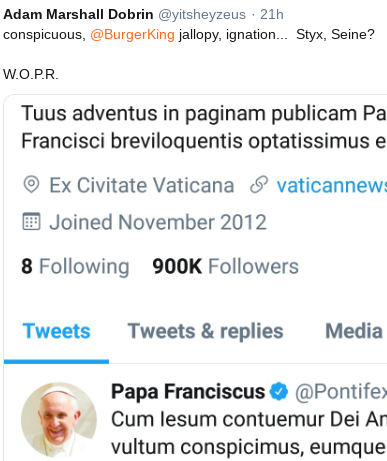 Adam Marshall Dobrin @yitsheyzeus · 21h
conspicuous, @BurgerKing jallopy, ignation... Styx, Seine?
W.O.P.R.
Tuus adventus in paginam publicam Pa
Francisci breviloquentis optatissimus e
Ex Civitate Vaticana vaticannews
Joined November 2012
8 Following 900K Followers
Tweets Tweets & replies Media
Papa Franciscus @Pontifex
Cum Iesum contuemur Dei An
vultum conspicimus, eumque